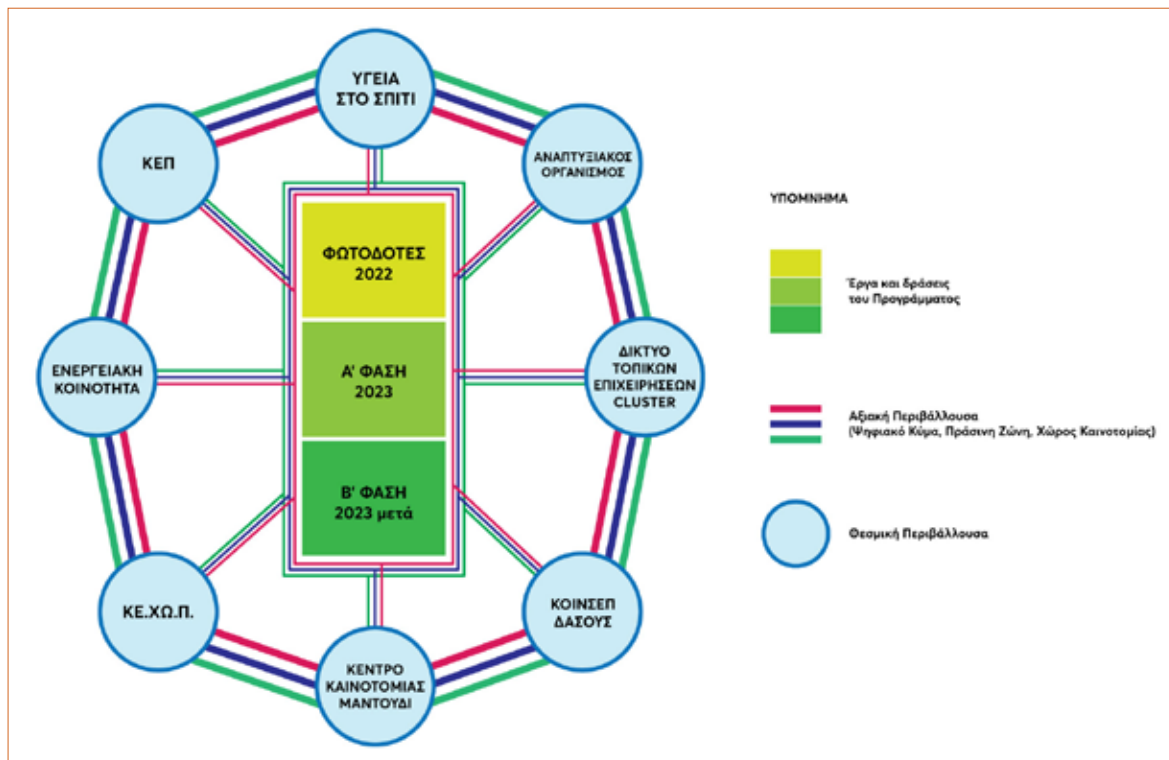 ΥΓΕΙΑ
ΣΤΟ ΣΠΙΤΙ
ΚΕΠ
ΑΝΑΠΤΥΞΙΑΚΟΣ
ΟΡΓΑΝΙΣΜΟΣ
ΦΩΤΟΔΟΤΕΣ
2022
Α' ΦΑΣΗ
2023
Β' ΦΑΣΗ
2023 μετά
ΕΝΕΡΓΕΙΑΚΗ
ΚΟΙΝΟΤΗΤΑ
ΔΙΚΤΥΟ
ΤΟΠΙΚΩΝ
ΕΠΙΧΕΙΡΗΣΕΩΝ
CLUSTER
ΚΕ.ΧΩ.Π.
ΚΟΙΝΣΕΠ
ΔΑΣΟΥΣ
ΚΕΝΤΡΟ
ΚΑΙΝΟΤΟΜΙΑΣ
ΜΑΝΤΟΥΔΙ
ΥΠΟΜΝΗΜΑ
Έργα και δράσεις
του Προγράμματος
Αξιακή Περιβάλλουσα
(Ψηφιακό Κύμα, Πράσινη Ζώνη, Χώρος Καινοτομίας)
Θεσμική Περιβάλλουσα